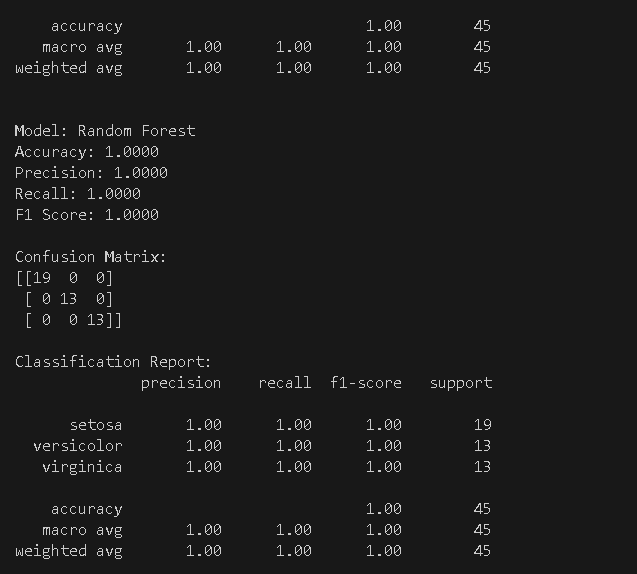 accuracy 1.00 45
macro avg 1.00 1.00 1.00 45
weighted avg 1.00 1.00 1.00 45
Model: Random Forest
Accuracy: 1.0000
Precision: 1.0000
Recall: 1.0000
F1 Score: 1.0000
Confusion Matrix:
[[19 0 0]
[ 0 13 0]
[ 0 0 13]]
Classification Report:
precision recall f1-score support
setosa 1.00 1.00 1.00 19
versicolor 1.00 1.00 1.00 13
virginica 1.00 1.00 1.00 13
accuracy 1.00 45
macro avg 1.00 1.00 1.00 45
weighted avg 1.00 1.00 1.00 45